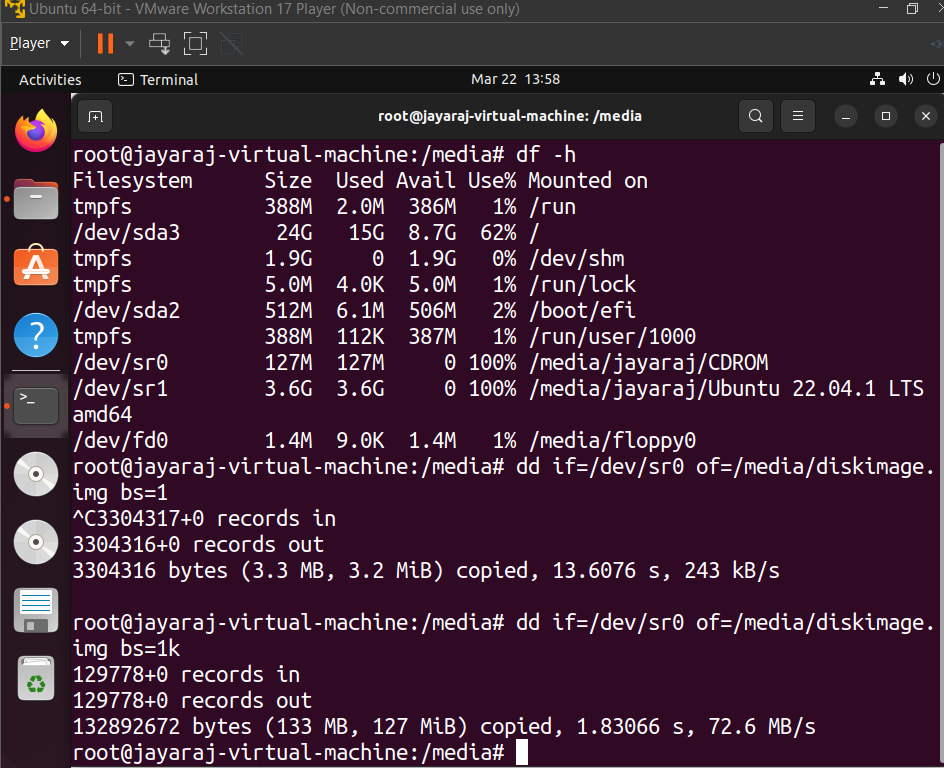 Ubuntu 64-bit - VMware Workstation 17 Player (Non-commercial use only)
Player
Activities Terminal Mar 22 13:58
root@jayaraj-virtual-machine: /media
root@jayaraj-virtual-machine:/media# df -h
Filesystem Size Used Avail Use% Mounted on
tmpfs 388M 2.0M 386M 1% /run
/dev/sda3 24G 15G 8.7G 62% /
tmpfs 1.9G 0 1.9G 0% /dev/shm
tmpfs 5.0M 4.0K 5.0M 1% /run/lock
/dev/sda2 512M 6.1M 506M 2% /boot/efi
tmpfs 388M 112K 387M 1% /run/user/1000
/dev/sr0 127M 127M 0 100% /media/jayaraj/CDROM
/dev/sr1 3.6G 3.6G 0 100% /media/jayaraj/Ubuntu 22.04.1 LTS
amd64
/dev/fd0 1.4M 9.0K 1.4M 1% /media/floppy0
root@jayaraj-virtual-machine:/media# dd if=/dev/sr0 of=/media/diskimage.
img bs=1
^C3304317+0 records in
3304316+0 records out
3304316 bytes (3.3 MB, 3.2 MiB) copied, 13.6076 s, 243 kB/s
root@jayaraj-virtual-machine:/media# dd if=/dev/sr0 of=/media/diskimage.
img bs=1k
129778+0 records in
129778+0 records out
132892672 bytes (133 MB, 127 MiB) copied, 1.83066 s, 72.6 MB/s
root@jayaraj-virtual-machine:/media#